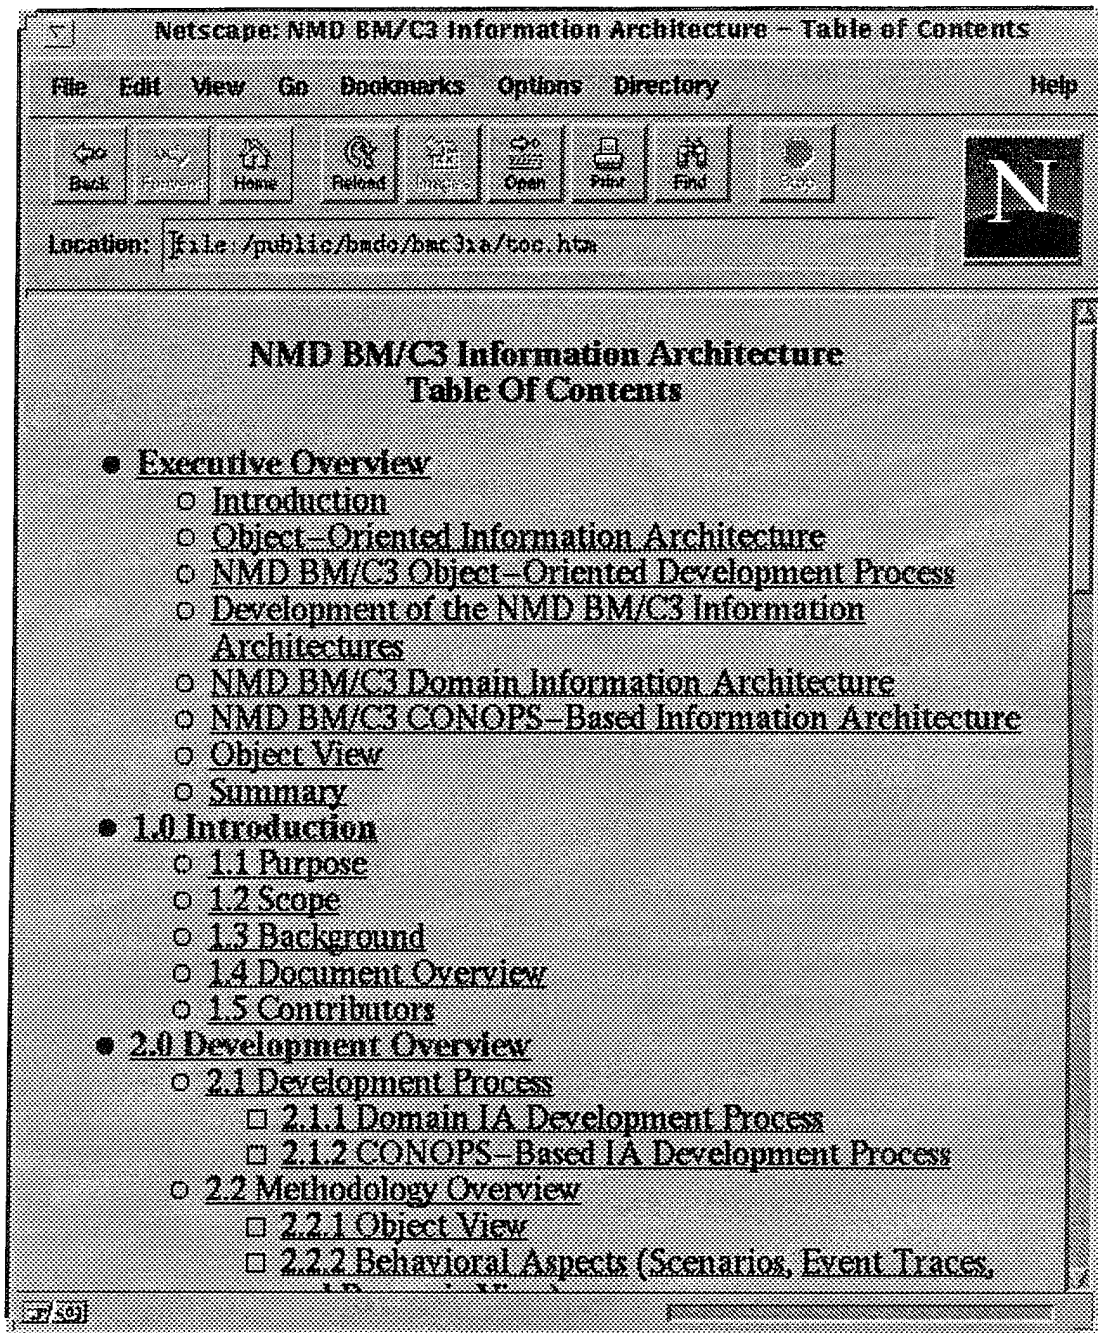 Netscape: NMD BM/C3 Information Architecture – Table of Contents
File Edit View Go Bookmarks Options Directory Help
Back Forward Home Reload Images Open Print Find Stop
N
Location: file:/public/bmdo/bmc3ia/toc.htm
NMD BM/C3 Information Architecture
Table Of Contents
● Executive Overview
○ Introduction
○ Object–Oriented Information Architecture
○ NMD BM/C3 Object–Oriented Development Process
○ Development of the NMD BM/C3 Information
Architectures
○ NMD BM/C3 Domain Information Architecture
○ NMD BM/C3 CONOPS–Based Information Architecture
○ Object View
○ Summary
● 1.0 Introduction
○ 1.1 Purpose
○ 1.2 Scope
○ 1.3 Background
○ 1.4 Document Overview
○ 1.5 Contributors
● 2.0 Development Overview
○ 2.1 Development Process
□ 2.1.1 Domain IA Development Process
□ 2.1.2 CONOPS–Based IA Development Process
○ 2.2 Methodology Overview
□ 2.2.1 Object View
□ 2.2.2 Behavioral Aspects (Scenarios, Event Traces,